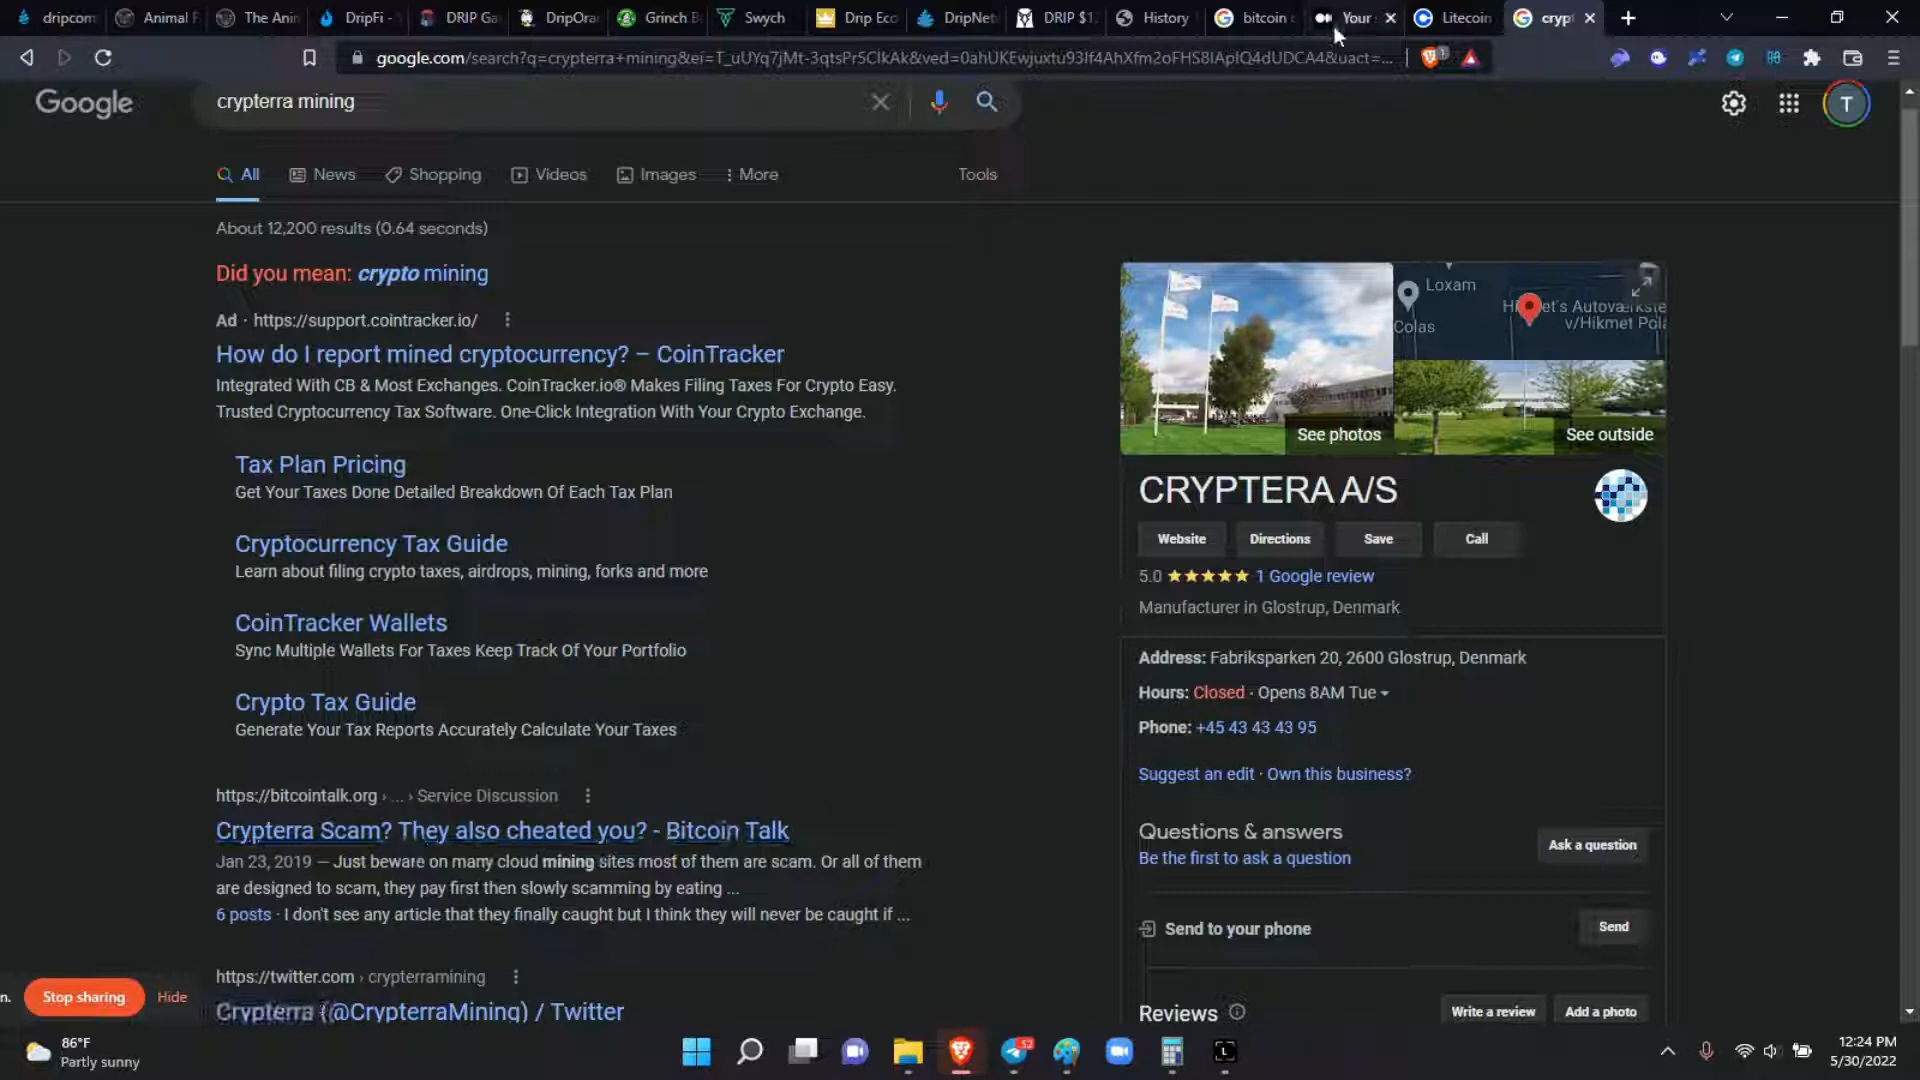 dripcom
Animal F
The Anin
DripFi -
DRIP Ga
DripOra
Grinch B
Swych
Drip Eco
DripNet
DRIP $1
History
bitcoin
Your
Litecoin
crypt
google.com/search?q=crypterra+mining&ei=T_uUYq7jMt-3qtsPr5ClkAk&ved=0ahUKEwjuxtu93If4AhXfm2oFHS8IApIQ4dUDCA4&uact=...
Google
crypterra mining
T
All
News
Shopping
Videos
Images
More
Tools
About 12,200 results (0.64 seconds)
Did you mean: crypto mining
Ad · https://support.cointracker.io/
How do I report mined cryptocurrency? – CoinTracker
Integrated With CB & Most Exchanges. CoinTracker.io® Makes Filing Taxes For Crypto Easy.
Trusted Cryptocurrency Tax Software. One-Click Integration With Your Crypto Exchange.
Tax Plan Pricing
Get Your Taxes Done Detailed Breakdown Of Each Tax Plan
Cryptocurrency Tax Guide
Learn about filing crypto taxes, airdrops, mining, forks and more
CoinTracker Wallets
Sync Multiple Wallets For Taxes Keep Track Of Your Portfolio
Crypto Tax Guide
Generate Your Tax Reports Accurately Calculate Your Taxes
https://bitcointalk.org › ... › Service Discussion
Crypterra Scam? They also cheated you? - Bitcoin Talk
Jan 23, 2019 — Just beware on many cloud mining sites most of them are scam. Or all of them
are designed to scam, they pay first then slowly scamming by eating ...
6 posts · I don't see any article that they finally caught but I think they will never be caught if ...
https://twitter.com › crypterramining
Crypterra (@CrypterraMining) / Twitter
Loxam
Colas
et's Autoværkste
v/Hikmet Pola
See photos
See outside
CRYPTERA A/S
Website
Directions
Save
Call
5.0 ★★★★★ 1 Google review
Manufacturer in Glostrup, Denmark
Address: Fabriksparken 20, 2600 Glostrup, Denmark
Hours: Closed · Opens 8AM Tue
Phone: +45 43 43 43 95
Suggest an edit · Own this business?
Questions & answers
Be the first to ask a question
Ask a question
Send to your phone
Send
Reviews
Write a review
Add a photo
n.
Stop sharing
Hide
86°F
Partly sunny
52
12:24 PM
5/30/2022